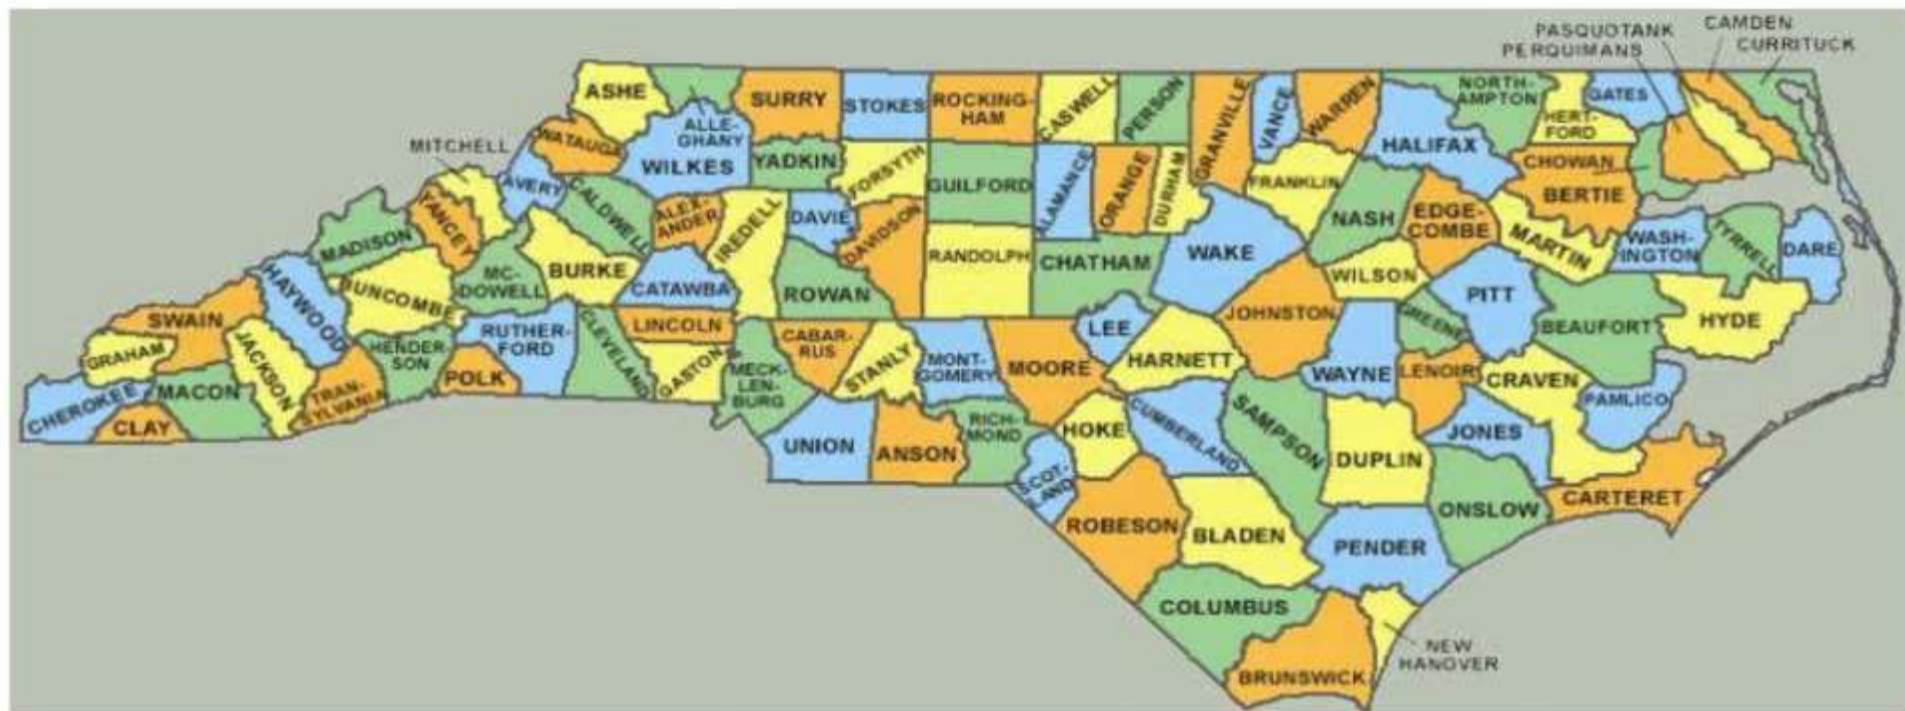 CAMDEN
PASQUOTANK
CURRITUCK
PERQUIMANS
ASHE
SURRY
STOKES
ROCKING-
HAM
CASWELL
PERSON
GRANVILLE
VANCE
WARREN
NORTH-
AMPTON
GATES
HERT-
FORD
HALIFAX
WATAUGA
ALLE-
GHANY
MITCHELL
WILKES
YADKIN
FORSYTH
GUILFORD
ALAMANCE
ORANGE
DURHAM
FRANKLIN
CHOWAN
BERTIE
AVERY
CALDWELL
ALEX-
ANDER
IREDELL
DAVIE
DAVIDSON
NASH
EDGE-
COMBE
MARTIN
WASH-
INGTON
TYRRELL
DARE
YANCEY
MADISON
HAYWOOD
BUNCOMBE
MC-
DOWELL
BURKE
CATAWBA
ROWAN
RANDOLPH
CHATHAM
WAKE
WILSON
PITT
BEAUFORT
HYDE
SWAIN
GRAHAM
JACKSON
HENDER-
SON
RUTHER-
FORD
CLEVELAND
LINCOLN
GASTON
MECK-
LEN-
BURG
CABAR-
RUS
STANLY
MONT-
GOMERY
MOORE
LEE
HARNETT
JOHNSTON
WAYNE
GREENE
LENOIR
CRAVEN
PAMLICO
CHEROKEE
MACON
CLAY
TRAN-
SYLVANIA
POLK
UNION
ANSON
RICH-
MOND
HOKE
CUMBERLAND
SAMPSON
DUPLIN
JONES
SCOT-
LAND
ROBESON
BLADEN
PENDER
ONSLOW
CARTERET
COLUMBUS
BRUNSWICK
NEW
HANOVER